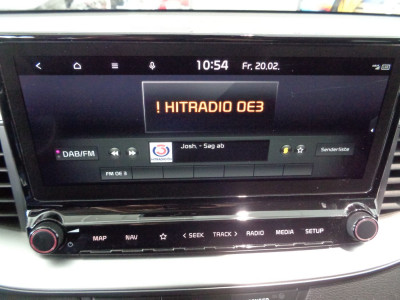 10:54 Fr, 20.02.
! HITRADIO OE3
DAB/FM
Josh. - Sag ab
Senderliste
FM OE 3
MAP NAV < SEEK TRACK > RADIO MEDIA SETUP